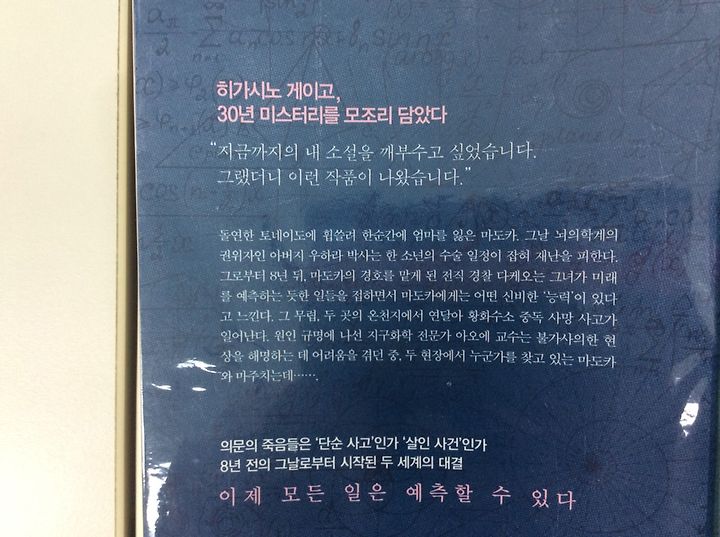 히가시노 게이고,
30년 미스터리를 모조리 담았다
“지금까지의 내 소설을 깨부수고 싶었습니다.
그랬더니 이런 작품이 나왔습니다.”
돌연한 토네이도에 휩쓸려 한순간에 엄마를 잃은 마도카. 그날 뇌의학계의
권위자인 아버지 우하라 박사는 한 소년의 수술 일정이 잡혀 재난을 피한다.
그로부터 8년 뒤, 마도카의 경호를 맡게 된 전직 경찰 다케오는 그녀가 미래
를 예측하는 듯한 일들을 접하면서 마도카에게는 어떤 신비한 ‘능력’이 있다
고 느낀다. 그 무렵, 두 곳의 온천지에서 연달아 황화수소 중독 사망 사고가
일어난다. 원인 규명에 나선 지구화학 전문가 아오에 교수는 불가사의한 현
상을 해명하는 데 어려움을 겪던 중, 두 현장에서 누군가를 찾고 있는 마도카
와 마주치는데…….
의문의 죽음들은 ‘단순 사고’인가 ‘살인 사건’인가
8년 전의 그날로부터 시작된 두 세계의 대결
이제 모든 일은 예측할 수 있다